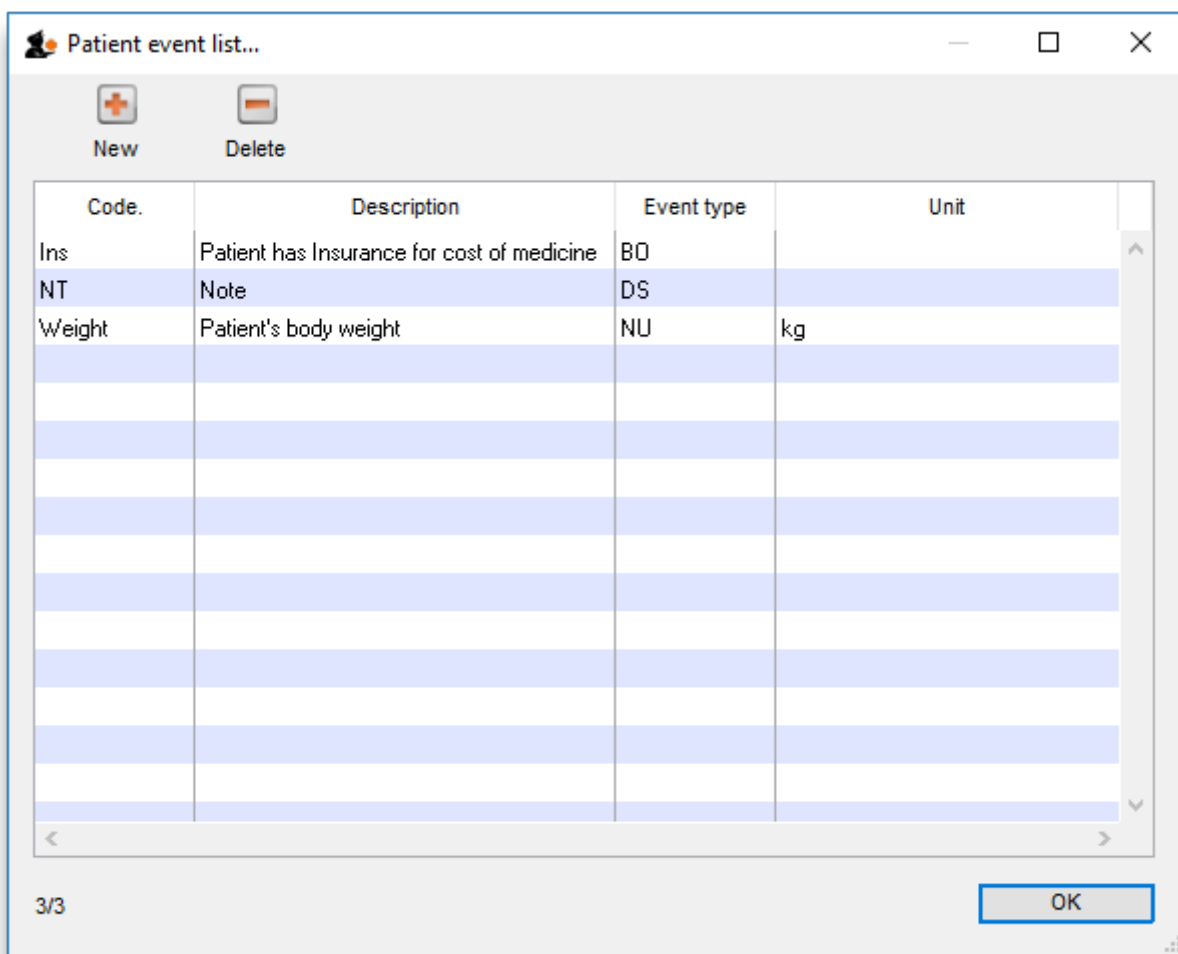 Patient event list...
New Delete
Code. Description Event type Unit
Ins Patient has Insurance for cost of medicine BO
NT Note DS
Weight Patient's body weight NU kg
3/3 OK